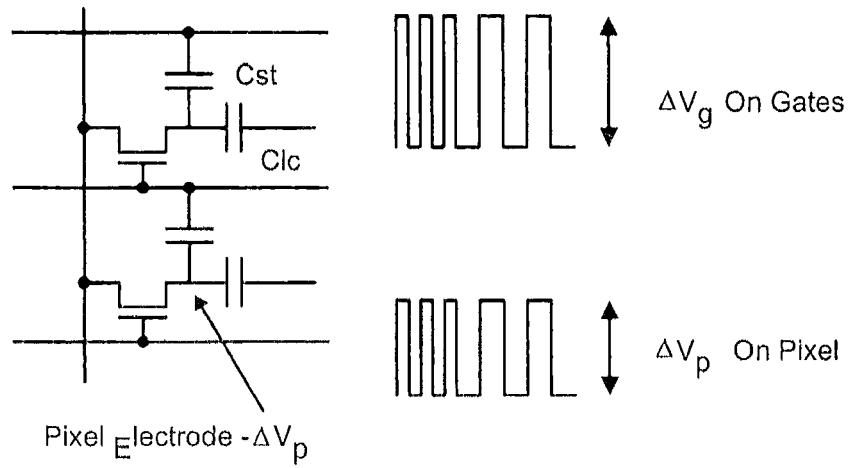 Cst
Clc
ΔVg On Gates
ΔVp On Pixel
Pixel Electrode - ΔVp